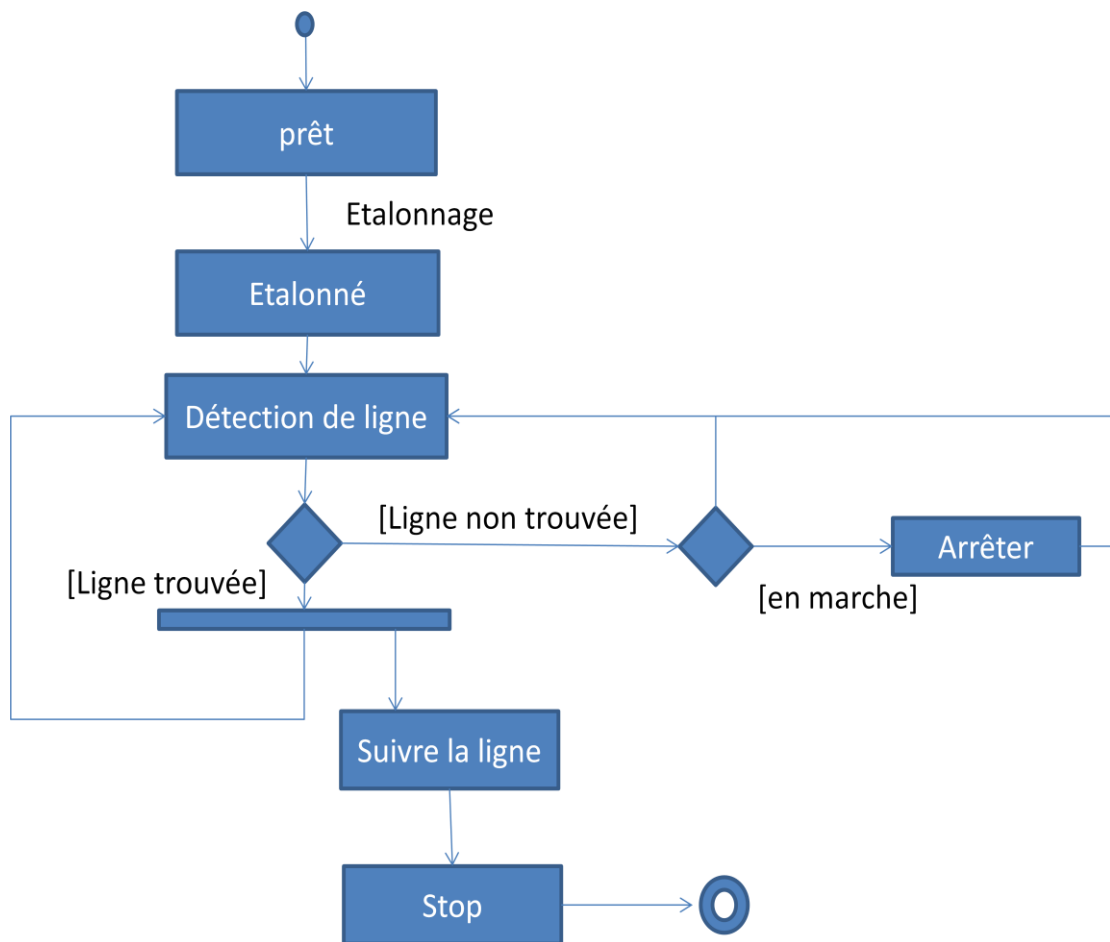 prêt
Etalonnage
Etalonné
Détection de ligne
[Ligne non trouvée]
Arrêter
[Ligne trouvée]
[en marche]
Suivre la ligne
Stop